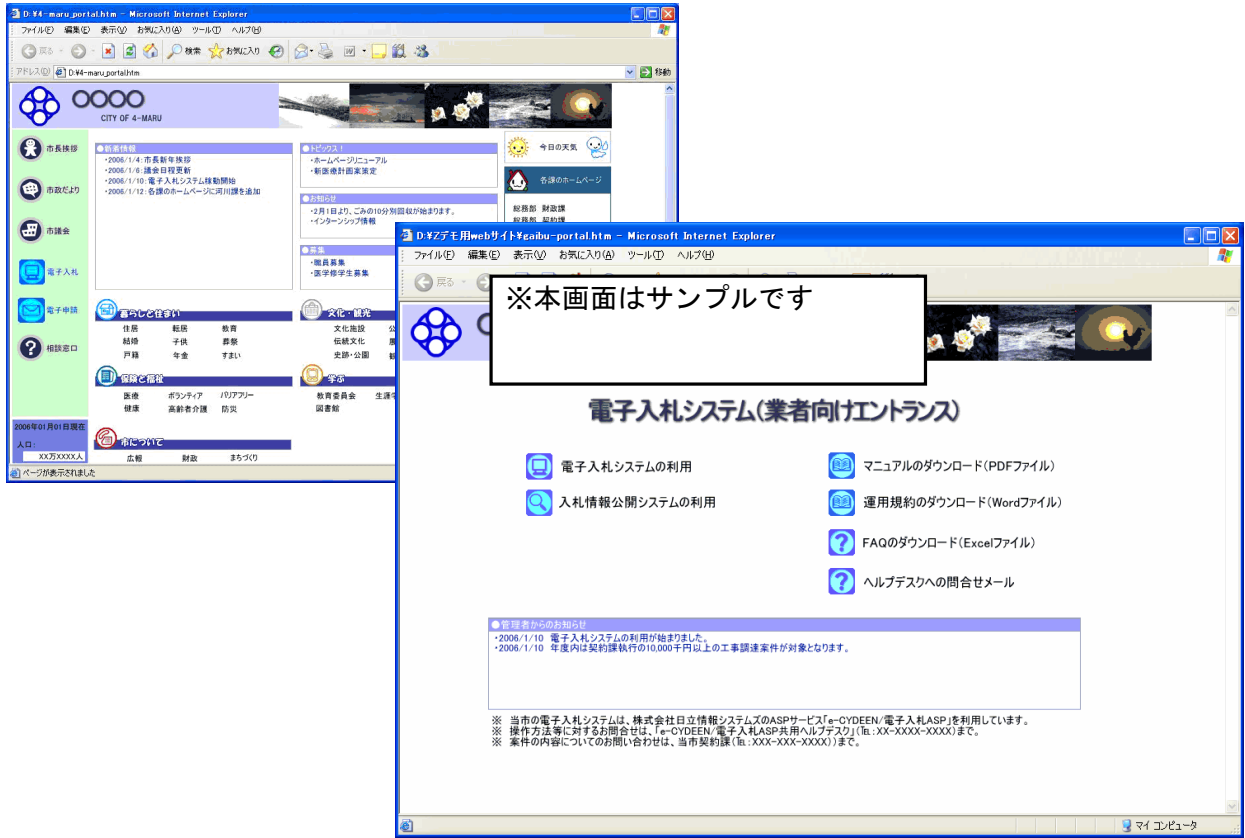 D:¥4-maru_portal.htm - Microsoft Internet Explorer
ファイル(F) 編集(E) 表示(V) お気に入り(A) ツール(T) ヘルプ(H)
戻る 検索 お気に入り
アドレス(D) D:¥4-maru_portal.htm 移動
〇〇〇〇
CITY OF 4-MARU
市長挨拶
市政だより
市議会
電子入札
電子申請
相談窓口
2006年01月01日現在
人口:
XX万XXXX人
●新着情報
・2006/1/4:市長新年挨拶
・2006/1/6:議会日程更新
・2006/1/10:電子入札システム稼動開始
・2006/1/12:各課のホームページに河川課を追加
●トピックス!
・ホームページリニューアル
・新医療計画案策定
●お知らせ
・2月1日より、ごみの10分別回収が始まります。
・インターンシップ情報
●募集
・職員募集
・医学修学生募集
今日の天気
各課のホームページ
総務部 財政課
総務部 契約課
暮らしと住まい
住居 転居 教育
結婚 子供 葬祭
戸籍 年金 すまい
文化・観光
文化施設
伝統文化
史跡・公園
保険と福祉
医療 ボランティア バリアフリー
健康 高齢者介護 防災
学ぶ
教育委員会
図書館
市について
広報 財政 まちづくり
ページが表示されました
D:¥Zデモ用webサイト¥gaibu-portal.htm - Microsoft Internet Explorer
ファイル(F) 編集(E) 表示(V) お気に入り(A) ツール(T) ヘルプ(H)
戻る
※本画面はサンプルです
電子入札システム(業者向けエントランス)
電子入札システムの利用
入札情報公開システムの利用
マニュアルのダウンロード(PDFファイル)
運用規約のダウンロード(Wordファイル)
FAQのダウンロード(Excelファイル)
ヘルプデスクへの問合せメール
●管理者からのお知らせ
・2006/1/10 電子入札システムの利用が始まりました。
・2006/1/10 年度内は契約課執行の10,000千円以上の工事調達案件が対象となります。
※ 当市の電子入札システムは、株式会社日立情報システムズのASPサービス「e-CYDEEN/電子入札ASP」を利用しています。
※ 操作方法等に対するお問合せは、「e-CYDEEN/電子入札ASP共用ヘルプデスク」(℡:XX-XXXX-XXXX)まで。
※ 案件の内容についてのお問い合わせは、当市契約課(℡:XXX-XXX-XXXX))まで。
マイ コンピュータ